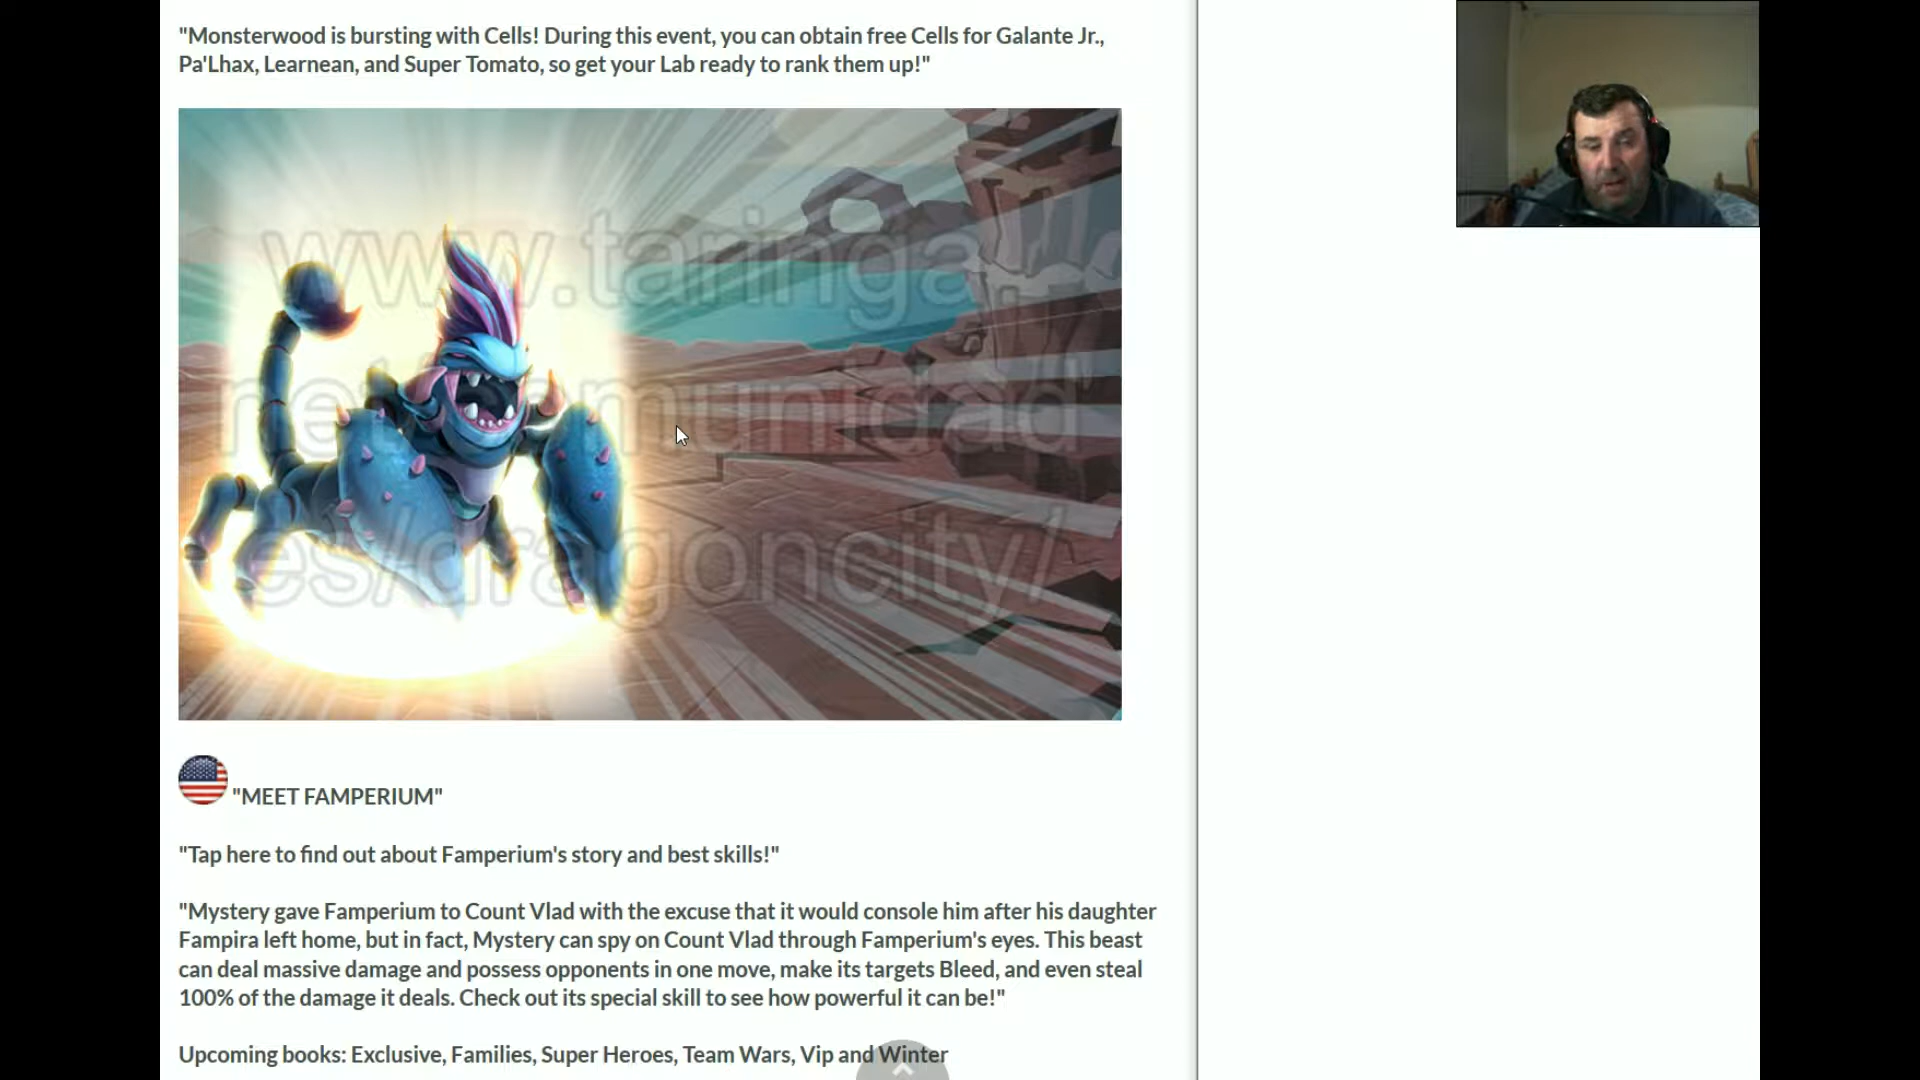 "Monsterwood is bursting with Cells! During this event, you can obtain free Cells for Galante Jr.,
Pa'Lhax, Learnean, and Super Tomato, so get your Lab ready to rank them up!"
www.taringa.
net/comunidad
es/dragoncity/
"MEET FAMPERIUM"
"Tap here to find out about Famperium's story and best skills!"
"Mystery gave Famperium to Count Vlad with the excuse that it would console him after his daughter
Fampira left home, but in fact, Mystery can spy on Count Vlad through Famperium's eyes. This beast
can deal massive damage and possess opponents in one move, make its targets Bleed, and even steal
100% of the damage it deals. Check out its special skill to see how powerful it can be!"
Upcoming books: Exclusive, Families, Super Heroes, Team Wars, Vip and Winter